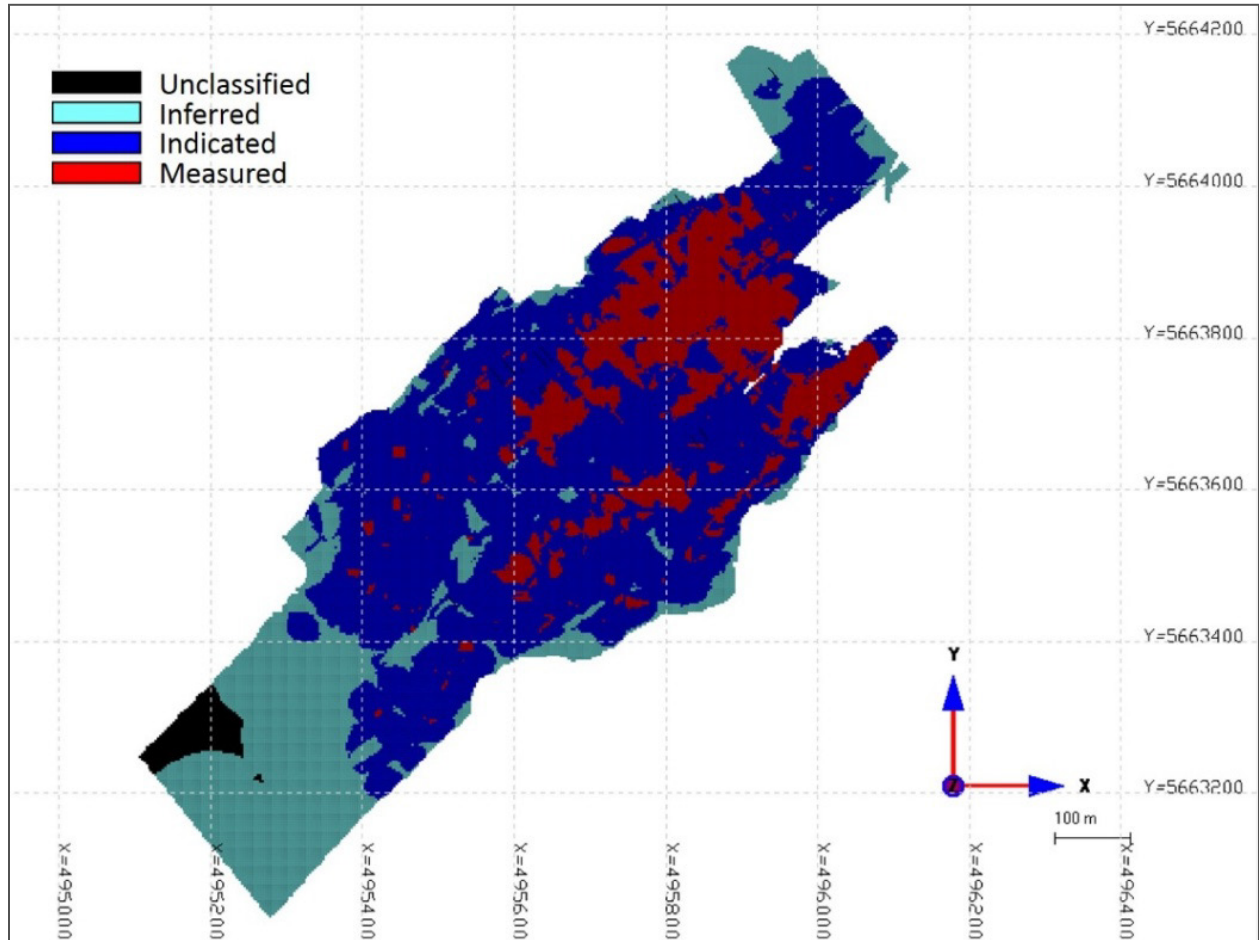 Y=5664200
Unclassified
Inferred
Indicated
Measured
Y=5664000
Y=5663800
Y=5663600
Y=5663400
Y
Y=5663200
Z
X
100 m
X=495000
X=495200
X=495400
X=495600
X=495800
X=496000
X=496200
X=496400